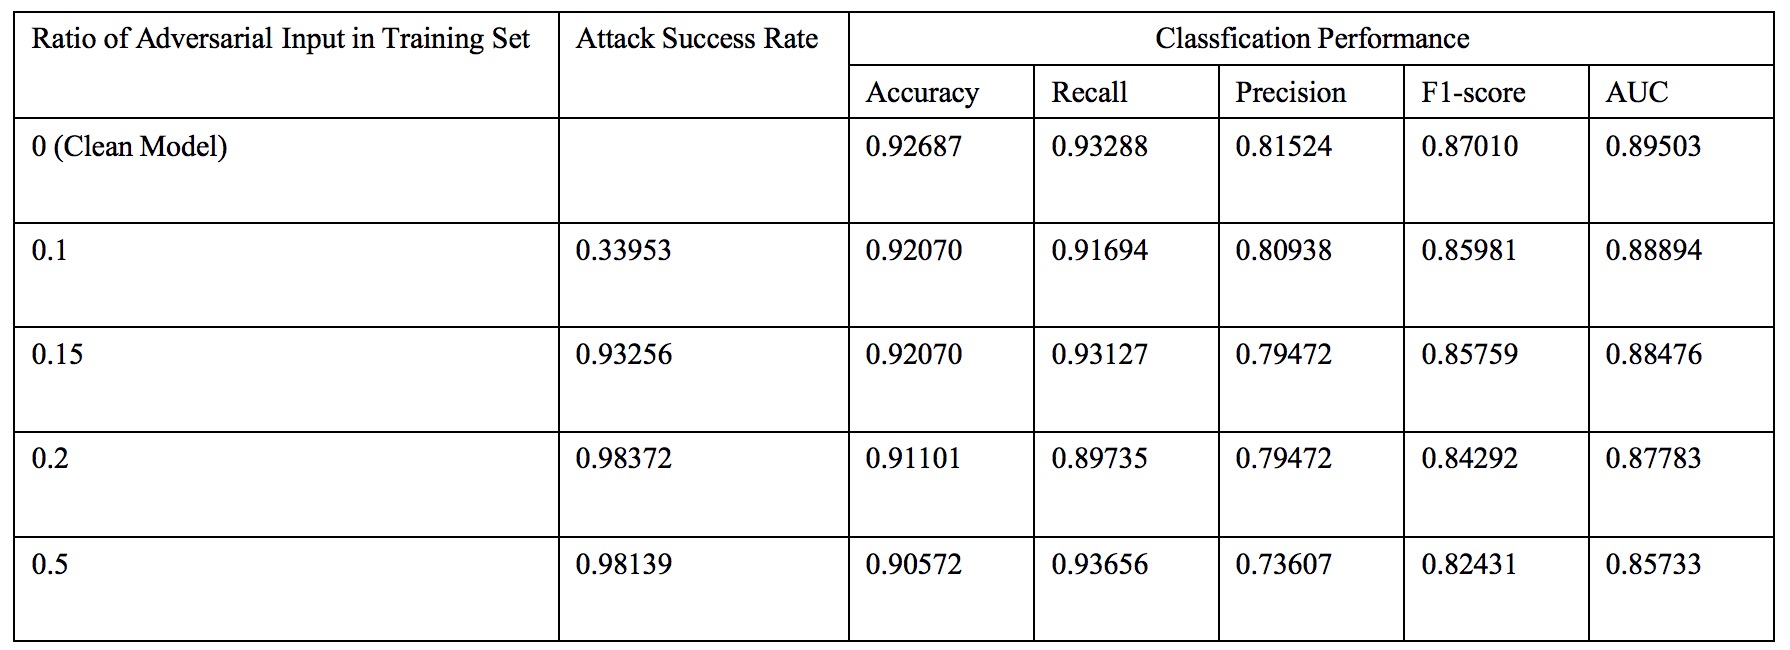 Ratio of Adversarial Input in Training Set Attack Success Rate Classfication Performance
Accuracy Recall Precision F1-score AUC
0 (Clean Model) 0.92687 0.93288 0.81524 0.87010 0.89503
0.1 0.33953 0.92070 0.91694 0.80938 0.85981 0.88894
0.15 0.93256 0.92070 0.93127 0.79472 0.85759 0.88476
0.2 0.98372 0.91101 0.89735 0.79472 0.84292 0.87783
0.5 0.98139 0.90572 0.93656 0.73607 0.82431 0.85733